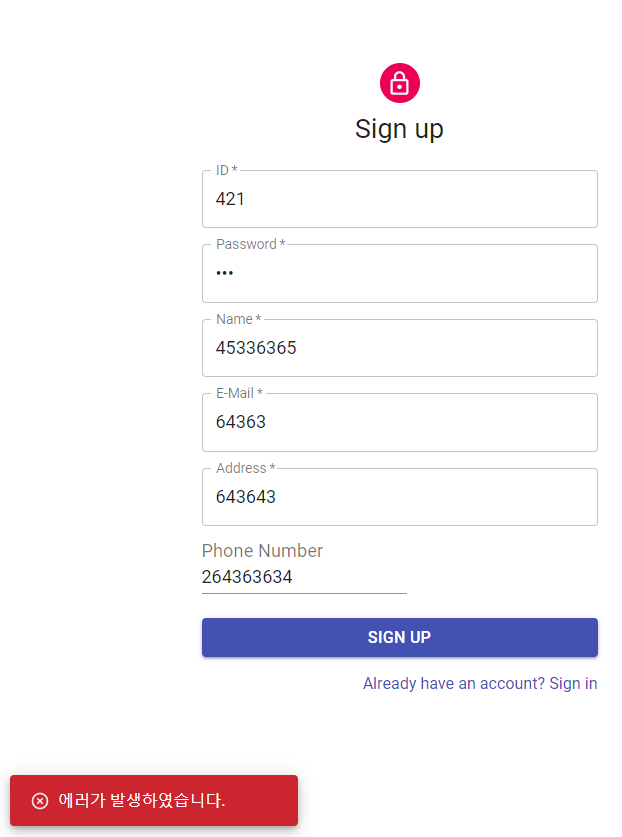 Sign up
ID *
421
Password *
•••
Name *
45336365
E-Mail *
64363
Address *
643643
Phone Number
264363634
SIGN UP
Already have an account? Sign in
에러가 발생하였습니다.